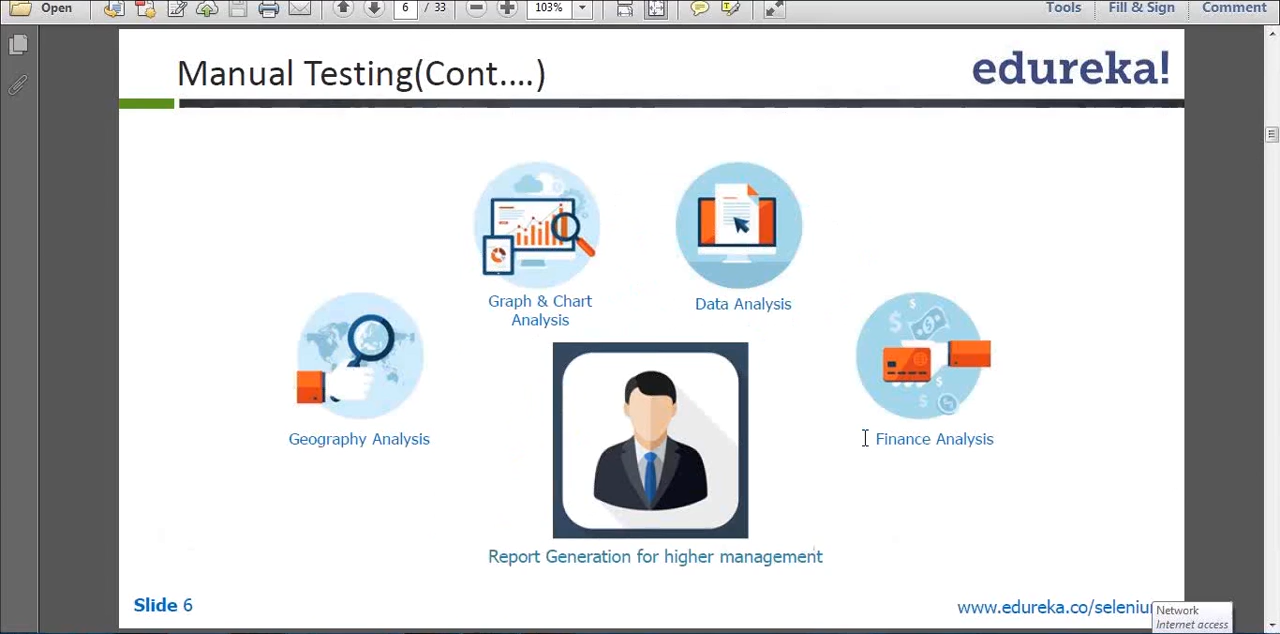 Open
6 / 33
103%
Tools
Fill & Sign
Comment
Manual Testing(Cont....)
edureka!
Graph & Chart
Analysis
Data Analysis
Geography Analysis
Finance Analysis
Report Generation for higher management
Slide 6
www.edureka.co/seleniu
Network
Internet access